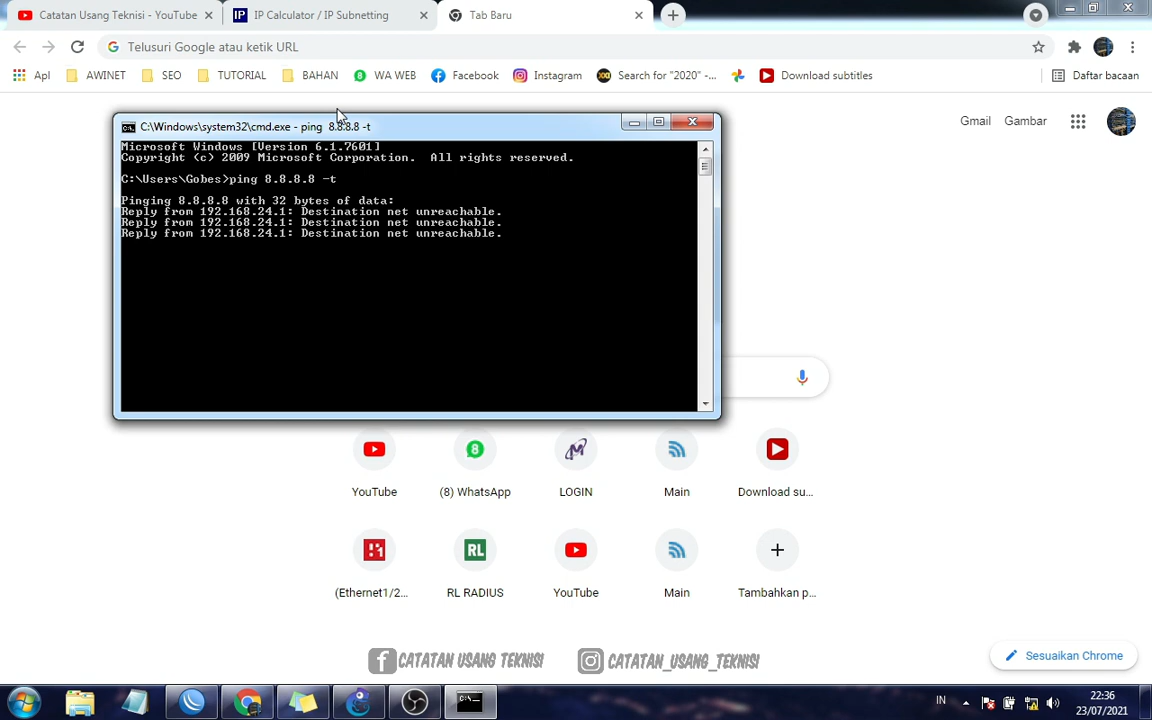 Catatan Usang Teknisi - YouTube
IP IP Calculator / IP Subnetting
Tab Baru
Telusuri Google atau ketik URL
Apl
AWINET
SEO
TUTORIAL
BAHAN
8 WA WEB
Facebook
Instagram
Search for "2020" -...
Download subtitles
Daftar bacaan
Gmail
Gambar
C:\Windows\system32\cmd.exe - ping 8.8.8.8 -t
Microsoft Windows [Version 6.1.7601]
Copyright (c) 2009 Microsoft Corporation. All rights reserved.
C:\Users\Gobes>ping 8.8.8.8 -t
Pinging 8.8.8.8 with 32 bytes of data:
Reply from 192.168.24.1: Destination net unreachable.
Reply from 192.168.24.1: Destination net unreachable.
Reply from 192.168.24.1: Destination net unreachable.
YouTube
8
(8) WhatsApp
LOGIN
Main
Download su...
(Ethernet1/2...
RL
RL RADIUS
YouTube
Main
Tambahkan p...
f CATATAN USANG TEKNISI
CATATAN_USANG_TEKNISI
Sesuaikan Chrome
IN
22:36
23/07/2021